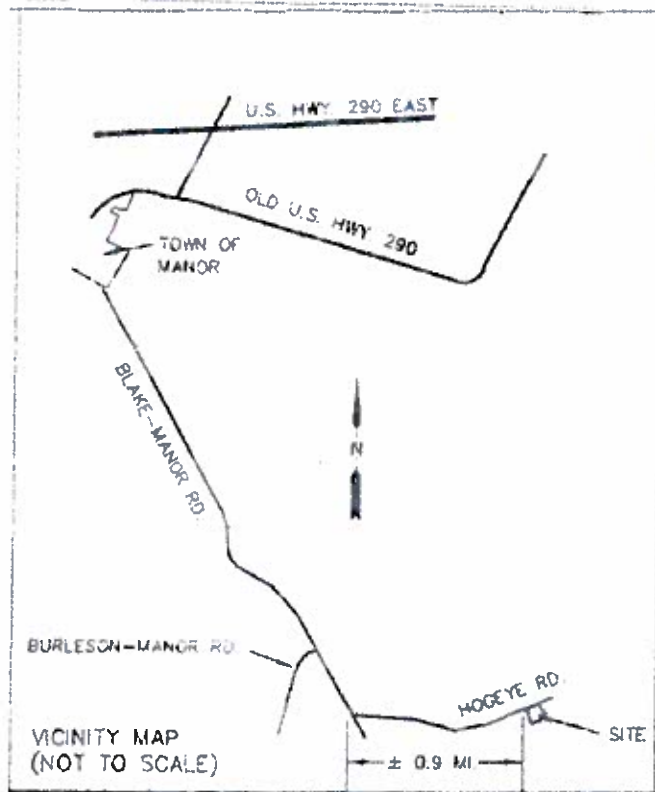 U.S. HWY. 290 EAST
OLD U.S. HWY 290
TOWN OF
MANOR
BLAKE-MANOR RD.
N
BURLESON-MANOR RD.
HOGEYE RD.
SITE
VICINITY MAP
(NOT TO SCALE)
± 0.9 MI